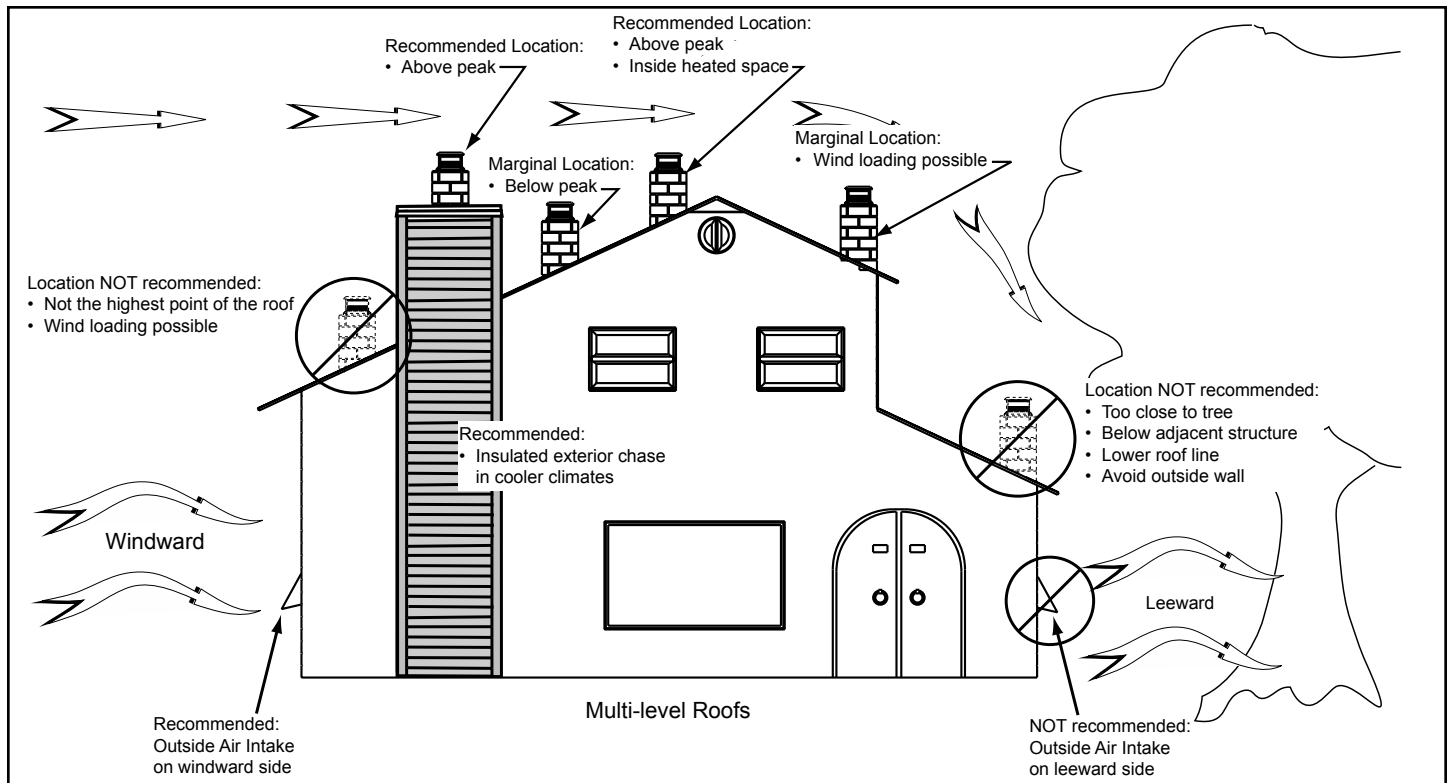 Recommended Location:
• Above peak
Recommended Location:
• Above peak
• Inside heated space
Marginal Location:
• Below peak
Marginal Location:
• Wind loading possible
Location NOT recommended:
• Not the highest point of the roof
• Wind loading possible
Location NOT recommended:
• Too close to tree
• Below adjacent structure
• Lower roof line
• Avoid outside wall
Recommended:
• Insulated exterior chase
in cooler climates
Windward
Leeward
Recommended:
Outside Air Intake
on windward side
Multi-level Roofs
NOT recommended:
Outside Air Intake
on leeward side